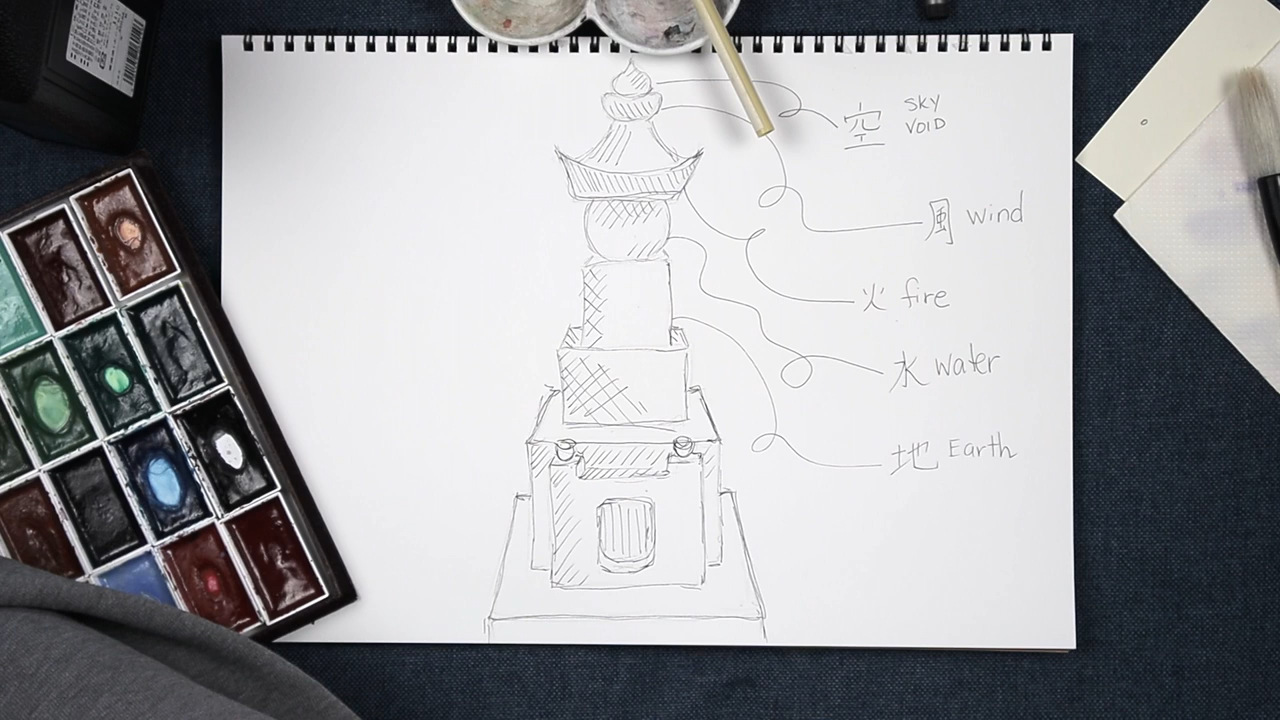 空 SKY
VOID
風 wind
火 fire
水 water
地 Earth